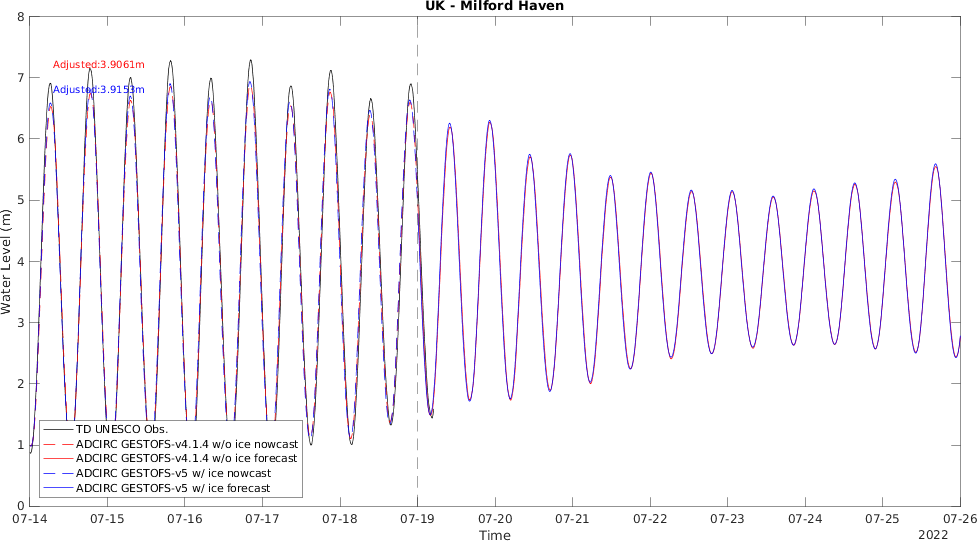 UK - Milford Haven
8
7
6
5
4
3
2
1
0
Water Level (m)
Adjusted:3.9061m
Adjusted:3.9153m
TD UNESCO Obs.
ADCIRC GESTOFS-v4.1.4 w/o ice nowcast
ADCIRC GESTOFS-v4.1.4 w/o ice forecast
ADCIRC GESTOFS-v5 w/ ice nowcast
ADCIRC GESTOFS-v5 w/ ice forecast
07-14 07-15 07-16 07-17 07-18 07-19 07-20 07-21 07-22 07-23 07-24 07-25 07-26
Time
2022